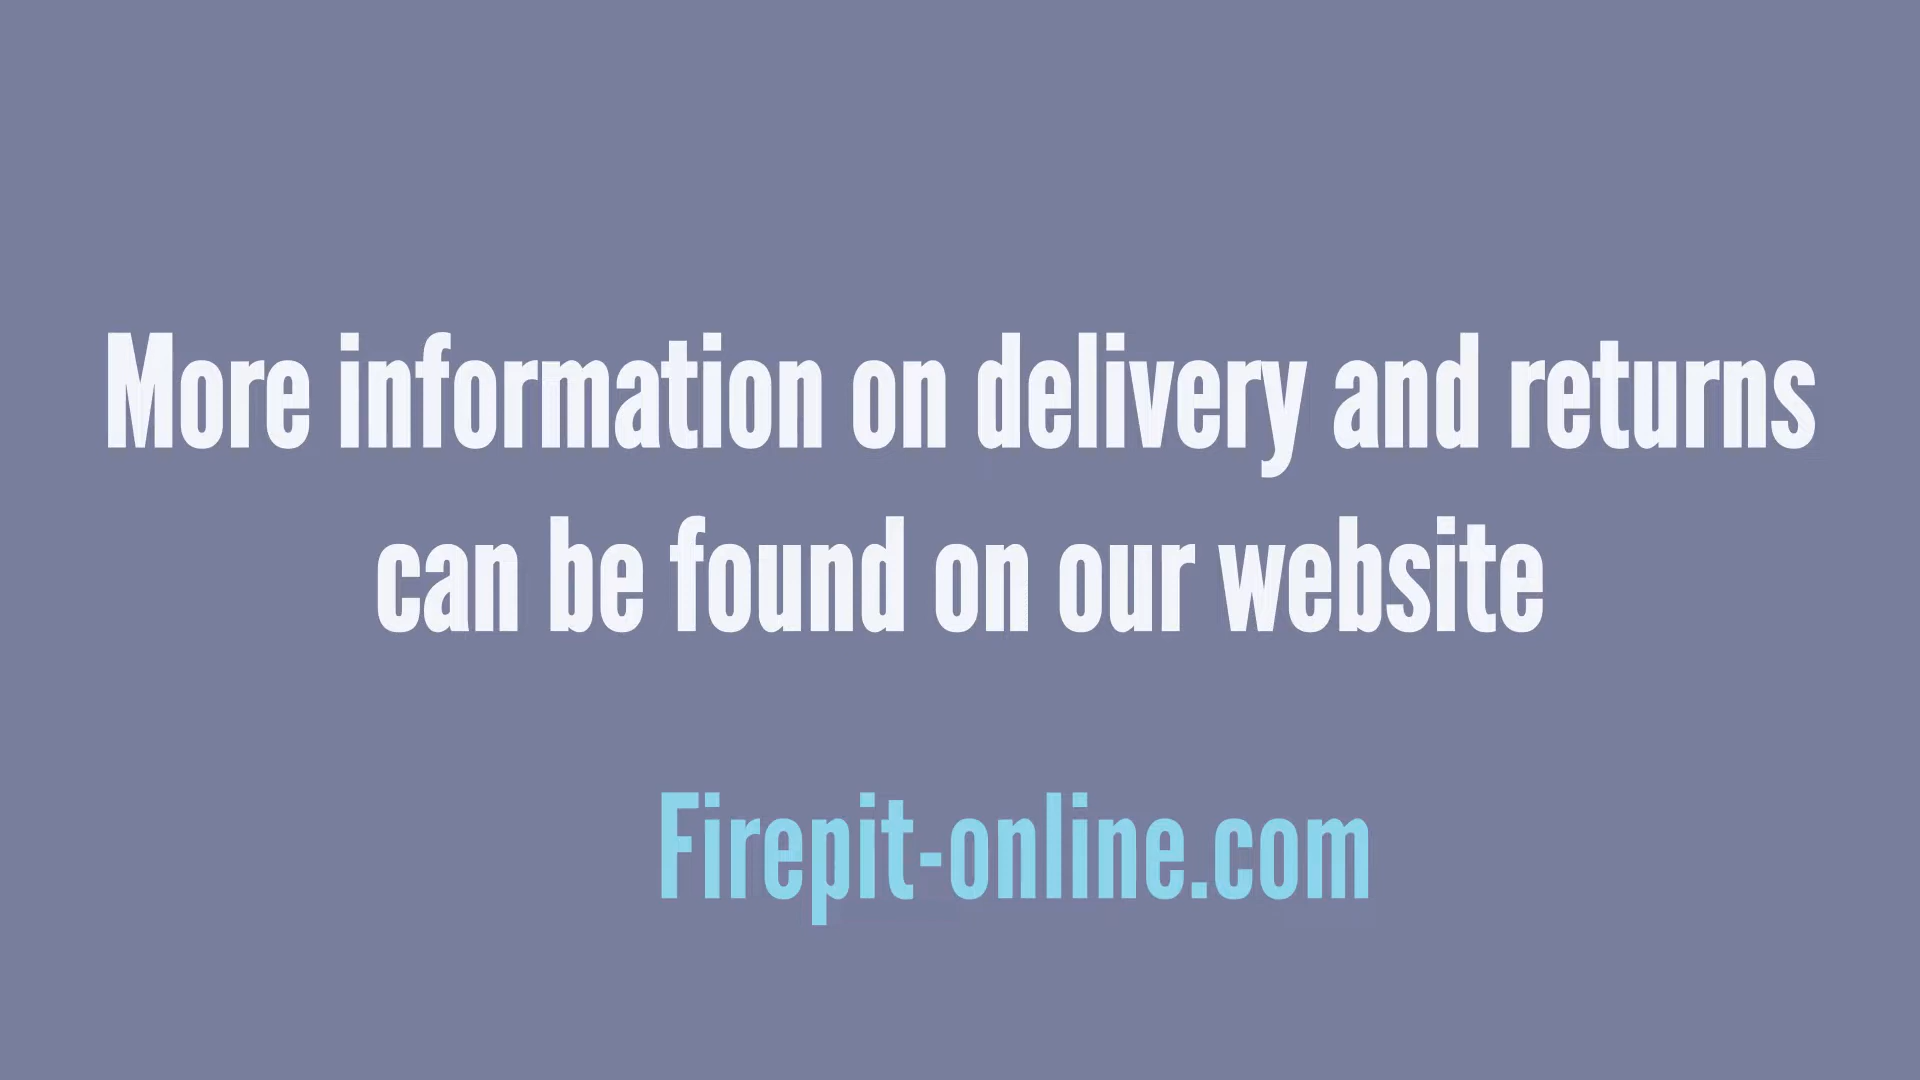 More information on delivery and returns
can be found on our website
Firepit-online.com